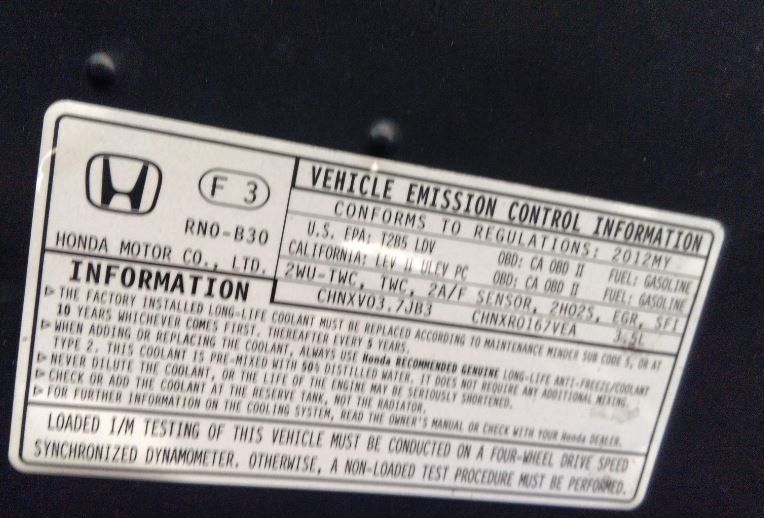 F 3
RN0-B30
HONDA MOTOR CO., LTD.
VEHICLE EMISSION CONTROL INFORMATION
CONFORMS TO REGULATIONS: 2012MY
U.S. EPA: T2B5 LDV OBD: CA OBD II FUEL: GASOLINE
CALIFORNIA: LEV II ULEV PC OBD: CA OBD II FUEL: GASOLINE
2WU-TWC, TWC, 2A/F SENSOR, 2HO2S, EGR, SFI
CHNXV03.7JB3 CHNXR0167VEA 3.5L
INFORMATION
▷ THE FACTORY INSTALLED LONG-LIFE COOLANT MUST BE REPLACED ACCORDING TO MAINTENANCE MINDER SUB CODE 5, OR AT
10 YEARS WHICHEVER COMES FIRST. THEREAFTER EVERY 5 YEARS.
▷ WHEN ADDING OR REPLACING THE COOLANT, ALWAYS USE Honda RECOMMENDED GENUINE LONG-LIFE ANTI-FREEZE/COOLANT
TYPE 2. THIS COOLANT IS PRE-MIXED WITH 50% DISTILLED WATER. IT DOES NOT REQUIRE ANY ADDITIONAL MIXING.
▷ NEVER DILUTE THE COOLANT, OR THE LIFE OF THE ENGINE MAY BE SERIOUSLY SHORTENED.
▷ CHECK OR ADD THE COOLANT AT THE RESERVE TANK, NOT THE RADIATOR.
▷ FOR FURTHER INFORMATION ON THE COOLING SYSTEM, READ THE OWNER'S MANUAL OR CHECK WITH YOUR Honda DEALER.
LOADED I/M TESTING OF THIS VEHICLE MUST BE CONDUCTED ON A FOUR-WHEEL DRIVE SPEED
SYNCHRONIZED DYNAMOMETER. OTHERWISE, A NON-LOADED TEST PROCEDURE MUST BE PERFORMED.